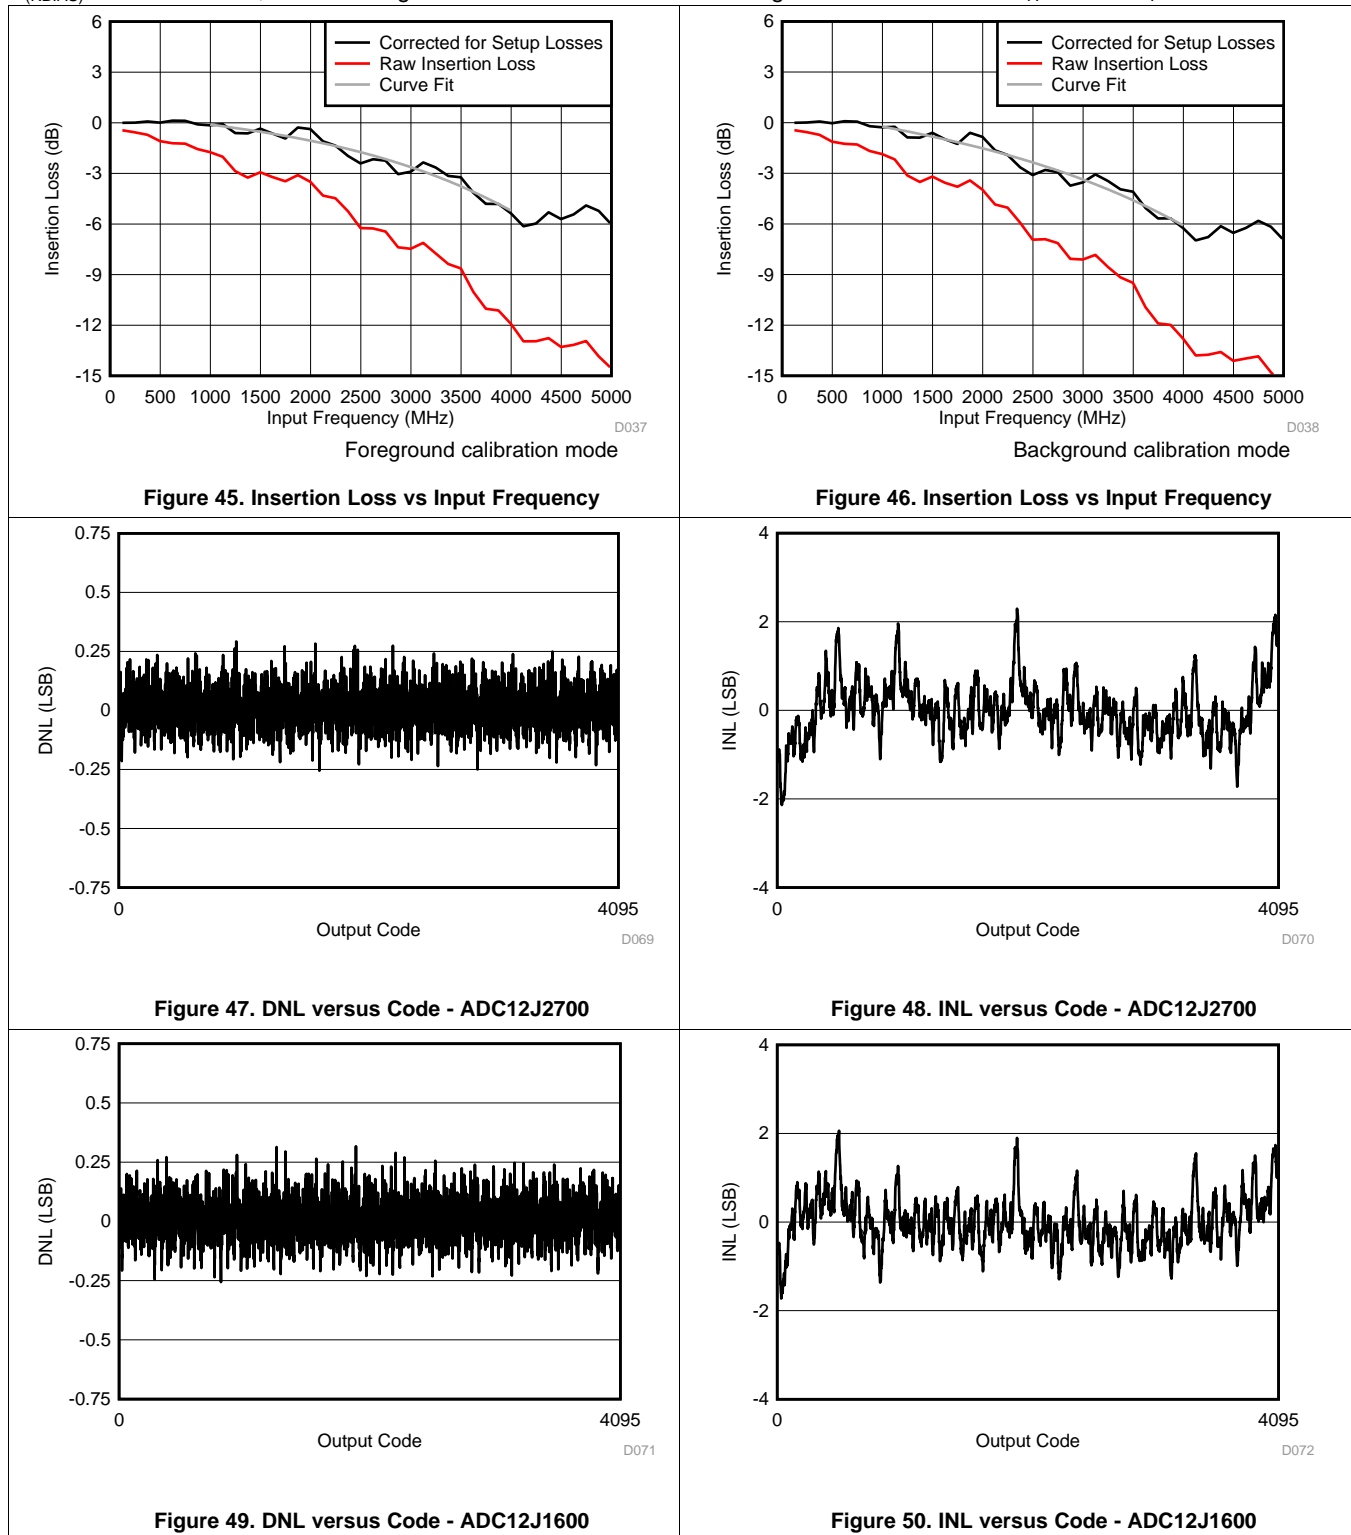 6
3
0
-3
-6
-9
-12
-15
Insertion Loss (dB)
Corrected for Setup Losses
Raw Insertion Loss
Curve Fit
0 500 1000 1500 2000 2500 3000 3500 4000 4500 5000
Input Frequency (MHz)
D037
Foreground calibration mode
Figure 45. Insertion Loss vs Input Frequency
6
3
0
-3
-6
-9
-12
-15
Insertion Loss (dB)
Corrected for Setup Losses
Raw Insertion Loss
Curve Fit
0 500 1000 1500 2000 2500 3000 3500 4000 4500 5000
Input Frequency (MHz)
D038
Background calibration mode
Figure 46. Insertion Loss vs Input Frequency
0.75
0.5
0.25
0
-0.25
-0.5
-0.75
DNL (LSB)
0 4095
Output Code
D069
Figure 47. DNL versus Code - ADC12J2700
4
2
0
-2
-4
INL (LSB)
0 4095
Output Code
D070
Figure 48. INL versus Code - ADC12J2700
0.75
0.5
0.25
0
-0.25
-0.5
-0.75
DNL (LSB)
0 4095
Output Code
D071
Figure 49. DNL versus Code - ADC12J1600
4
2
0
-2
-4
INL (LSB)
0 4095
Output Code
D072
Figure 50. INL versus Code - ADC12J1600